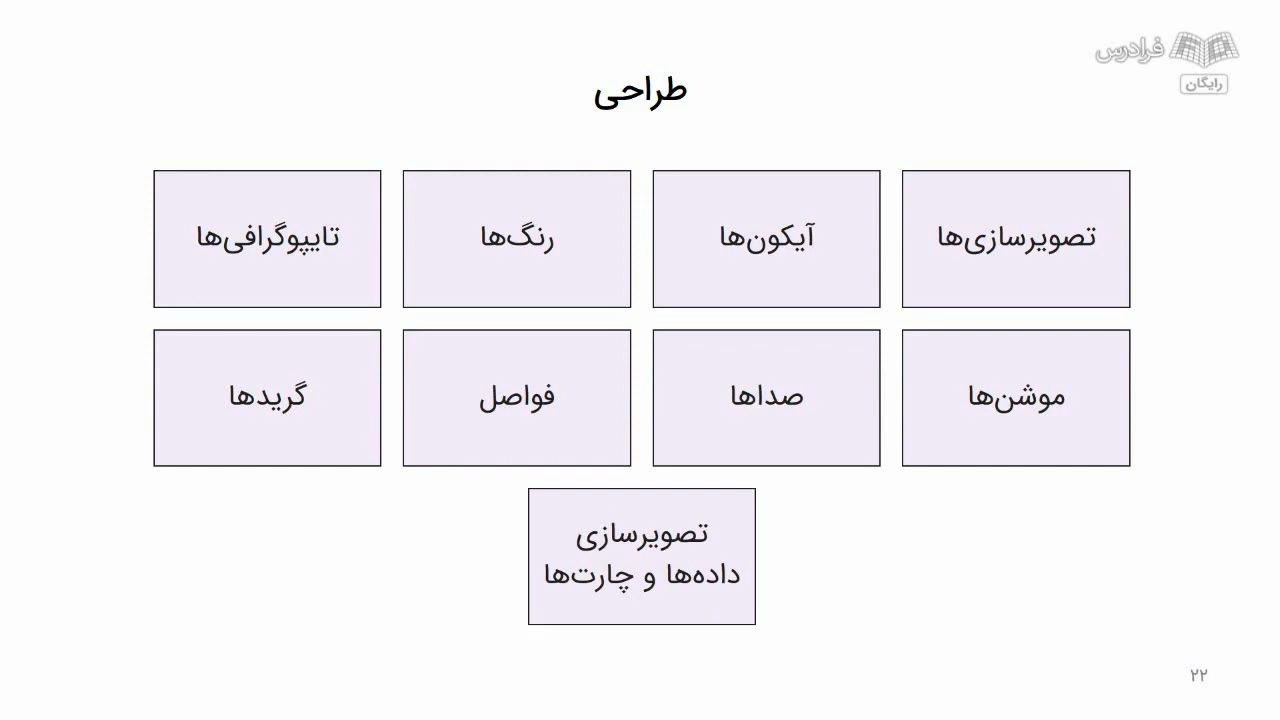 فرادرس
رایگان
طراحی
تصویرسازی‌ها
آیکون‌ها
رنگ‌ها
تایپوگرافی‌ها
موشن‌ها
صداها
فواصل
گریدها
تصویرسازی
داده‌ها و چارت‌ها
۲۲